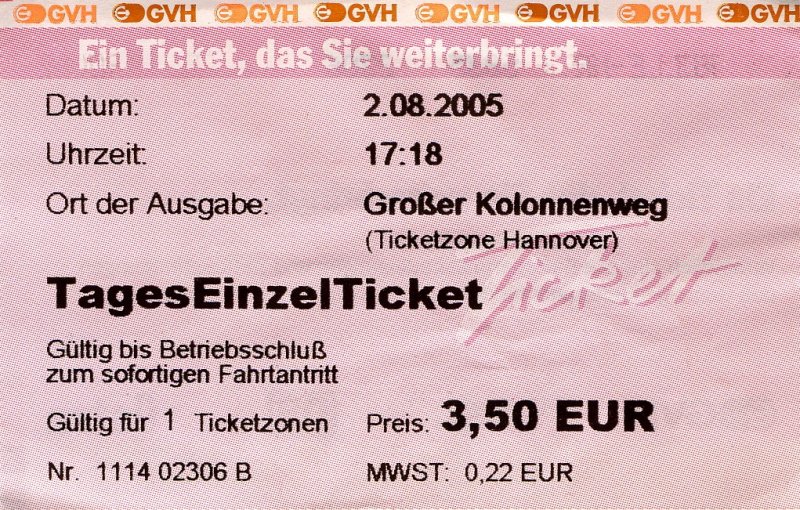 GVH GVH GVH GVH GVH GVH GVH GVH
Ein Ticket, das Sie weiterbringt.
Datum: 2.08.2005
Uhrzeit: 17:18
Ort der Ausgabe: Großer Kolonnenweg
(Ticketzone Hannover)
Ticket
TagesEinzelTicket
Gültig bis Betriebsschluß
zum sofortigen Fahrtantritt
Gültig für 1 Ticketzonen Preis: 3,50 EUR
Nr. 1114 02306 B MWST: 0,22 EUR